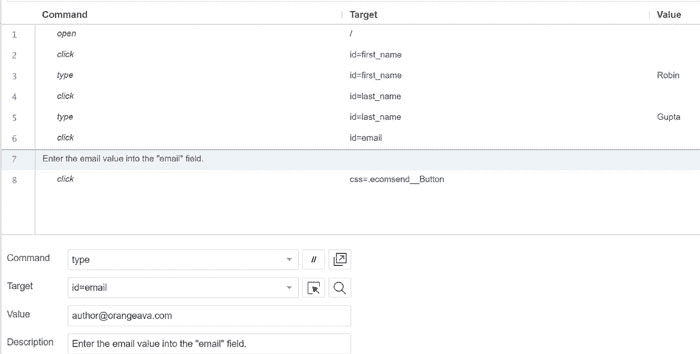 Command Target Value
1 open /
2 click id=first_name
3 type id=first_name Robin
4 click id=last_name
5 type id=last_name Gupta
6 click id=email
7 Enter the email value into the "email" field.
8 click css=.ecomsend__Button
Command type //
Target id=email
Value author@orangeava.com
Description Enter the email value into the "email" field.